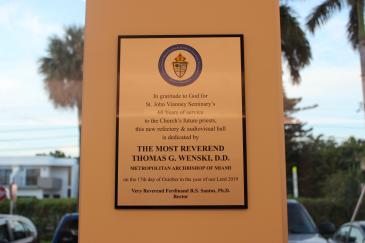 In gratitude to God for
St. John Vianney Seminary's
60 Years of service
to the Church's future priests,
this new refectory & audiovisual hall
is dedicated by
THE MOST REVEREND
THOMAS G. WENSKI, D.D.
METROPOLITAN ARCHBISHOP OF MIAMI
on the 17th day of October in the year of our Lord 2019
Very Reverend Ferdinand R.S. Santos, Ph.D.
Rector